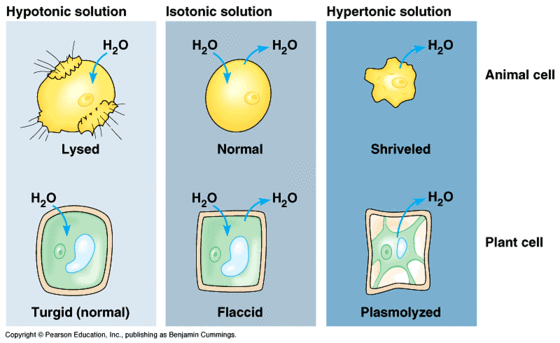 Hypotonic solution
Isotonic solution
Hypertonic solution
H2O
H2O
H2O
H2O
Animal cell
Lysed
Normal
Shriveled
H2O
H2O
H2O
H2O
Plant cell
Turgid (normal)
Flaccid
Plasmolyzed
Copyright © Pearson Education, Inc., publishing as Benjamin Cummings.